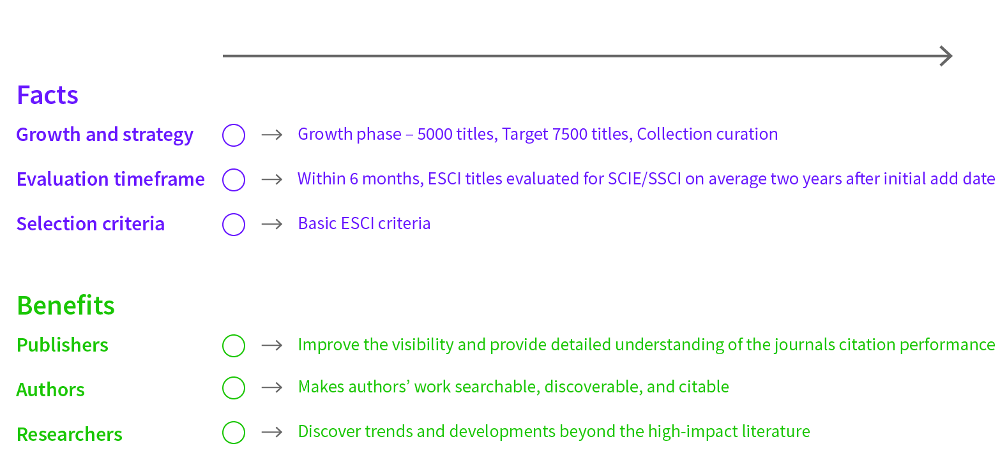 Facts
Growth and strategy Growth phase – 5000 titles, Target 7500 titles, Collection curation
Evaluation timeframe Within 6 months, ESCI titles evaluated for SCIE/SSCI on average two years after initial add date
Selection criteria Basic ESCI criteria
Benefits
Publishers Improve the visibility and provide detailed understanding of the journals citation performance
Authors Makes authors’ work searchable, discoverable, and citable
Researchers Discover trends and developments beyond the high-impact literature